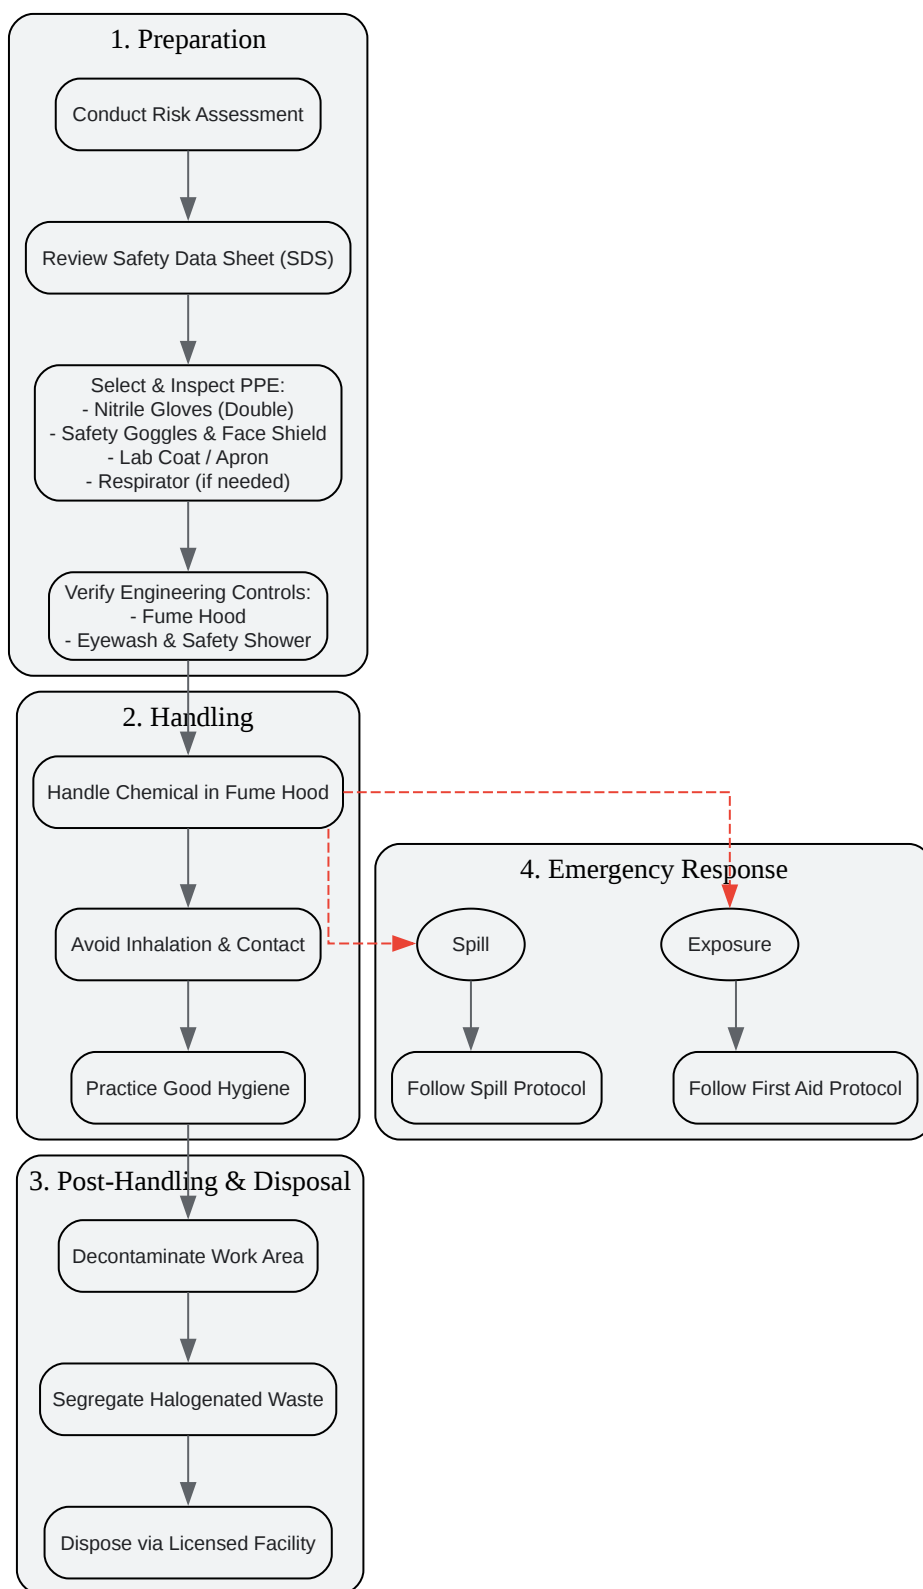 1. Preparation
Conduct Risk Assessment
Review Safety Data Sheet (SDS)
Select & Inspect PPE:
- Nitrile Gloves (Double)
- Safety Goggles & Face Shield
- Lab Coat / Apron
- Respirator (if needed)
Verify Engineering Controls:
- Fume Hood
- Eyewash & Safety Shower
2. Handling
Handle Chemical in Fume Hood
Avoid Inhalation & Contact
Practice Good Hygiene
4. Emergency Response
Spill
Exposure
Follow Spill Protocol
Follow First Aid Protocol
3. Post-Handling & Disposal
Decontaminate Work Area
Segregate Halogenated Waste
Dispose via Licensed Facility